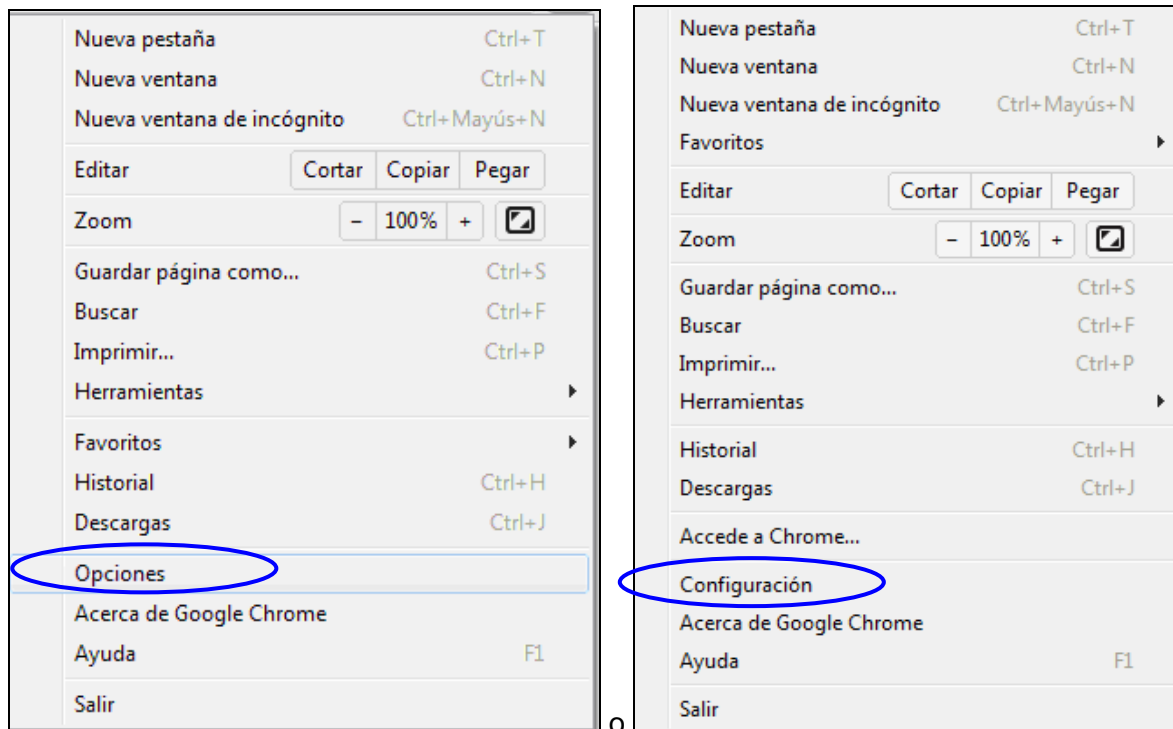 Nueva pestaña Ctrl+T
Nueva ventana Ctrl+N
Nueva ventana de incógnito Ctrl+Mayús+N
Editar Cortar Copiar Pegar
Zoom - 100% +
Guardar página como... Ctrl+S
Buscar Ctrl+F
Imprimir... Ctrl+P
Herramientas
Favoritos
Historial Ctrl+H
Descargas Ctrl+J
Opciones
Acerca de Google Chrome
Ayuda F1
Salir
o
Nueva pestaña Ctrl+T
Nueva ventana Ctrl+N
Nueva ventana de incógnito Ctrl+Mayús+N
Favoritos
Editar Cortar Copiar Pegar
Zoom - 100% +
Guardar página como... Ctrl+S
Buscar Ctrl+F
Imprimir... Ctrl+P
Herramientas
Historial Ctrl+H
Descargas Ctrl+J
Accede a Chrome...
Configuración
Acerca de Google Chrome
Ayuda F1
Salir